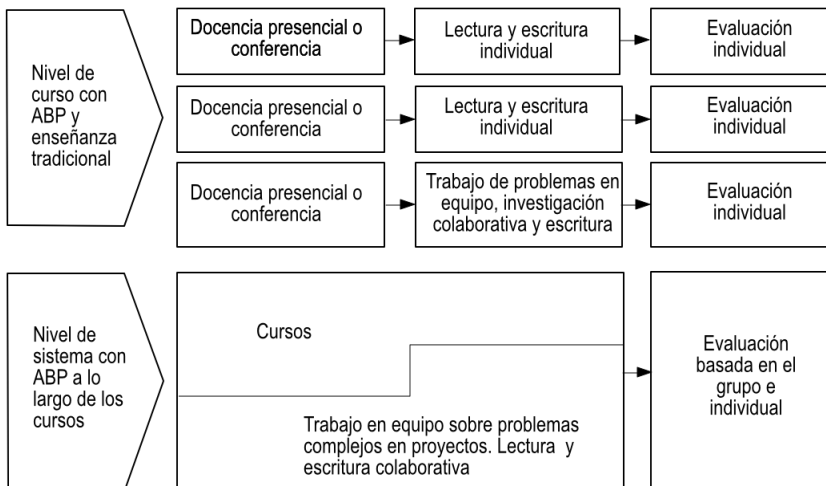 Nivel de
curso con
ABP y
enseñanza
tradicional
Docencia presencial o
conferencia
Lectura y escritura
individual
Evaluación
individual
Docencia presencial o
conferencia
Lectura y escritura
individual
Evaluación
individual
Docencia presencial o
conferencia
Trabajo de problemas en
equipo, investigación
colaborativa y escritura
Evaluación
individual
Nivel de
sistema con
ABP a lo
largo de los
cursos
Cursos
Trabajo en equipo sobre problemas
complejos en proyectos. Lectura y
escritura colaborativa
Evaluación
basada en el
grupo e
individual